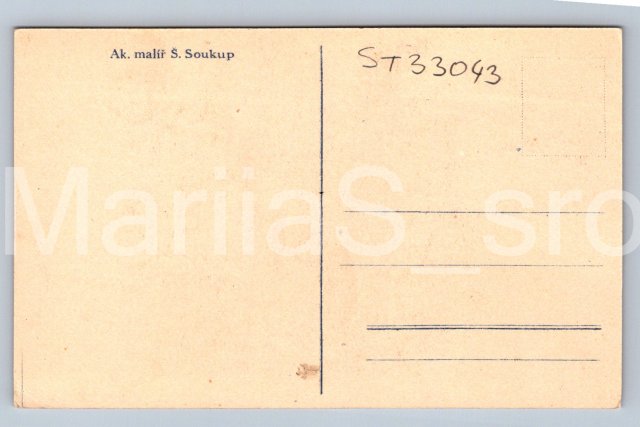 Ak. malíř Š. Soukup
ST33043
MariiaS_sro